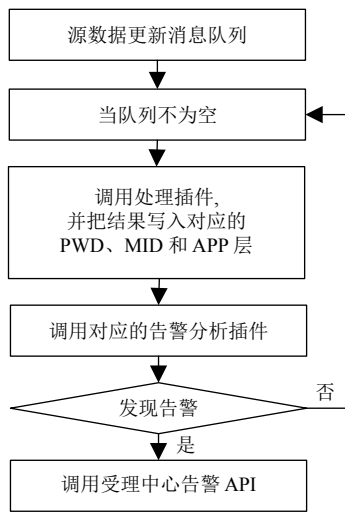 源数据更新消息队列
当队列不为空
调用处理插件,
并把结果写入对应的
PWD、MID 和 APP 层
调用对应的告警分析插件
发现告警
否
是
调用受理中心告警 API